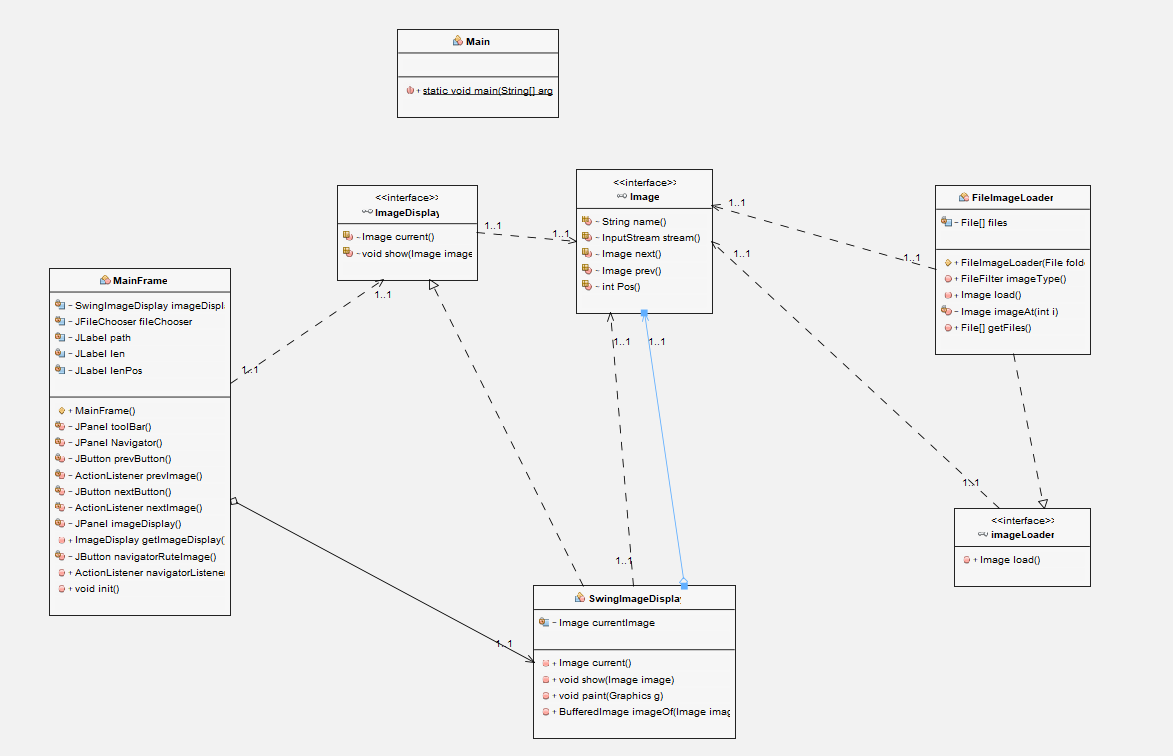 Main
+ static void main(String[] arg
<<interface>>
ImageDisplay
~ Image current()
~ void show(Image image
1..1
1..1
1..1
<<interface>>
Image
~ String name()
~ InputStream stream()
~ Image next()
~ Image prev()
~ int Pos()
1..1
1..1
1..1
1..1
1..1
FileImageLoader
- File[] files
+ FileImageLoader(File fold
+ FileFilter imageType()
+ Image load()
- Image imageAt(int i)
+ File[] getFiles()
MainFrame
- SwingImageDisplay imageDispl
- JFileChooser fileChooser
- JLabel path
- JLabel len
- JLabel lenPos
+ MainFrame()
- JPanel toolBar()
- JPanel Navigator()
- JButton prevButton()
- ActionListener prevImage()
- JButton nextButton()
- ActionListener nextImage()
- JPanel imageDisplay()
+ ImageDisplay getImageDisplay(
- JButton navigatorRuteImage()
+ ActionListener navigatorListene
+ void init()
1..1
1..1
1..1
1..1
<<interface>>
imageLoader
+ Image load()
SwingImageDispla
- Image currentImage
+ Image current()
+ void show(Image image)
+ void paint(Graphics g)
+ BufferedImage imageOf(Image imag